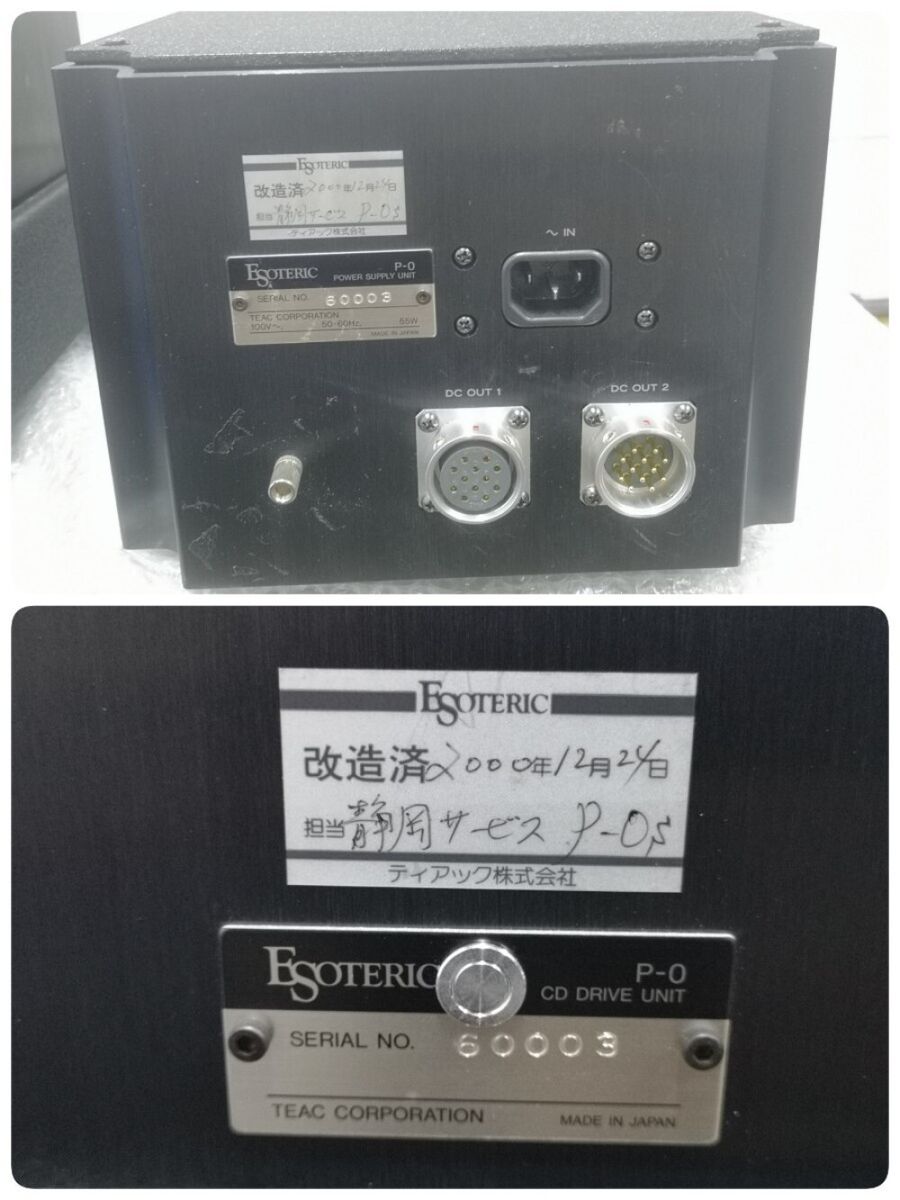 ESOTERIC
改造済2000年12月24日
担当 静岡サービス P-0s
ティアック株式会社
ESOTERIC P-0
POWER SUPPLY UNIT
SERIAL NO. 60003
TEAC CORPORATION
100V~, 50-60Hz, 55W
MADE IN JAPAN
~ IN
DC OUT 1
DC OUT 2
ESOTERIC
改造済2000年12月24日
担当 静岡サービス P-0s
ティアック株式会社
ESOTERIC P-0
CD DRIVE UNIT
SERIAL NO. 60003
TEAC CORPORATION MADE IN JAPAN